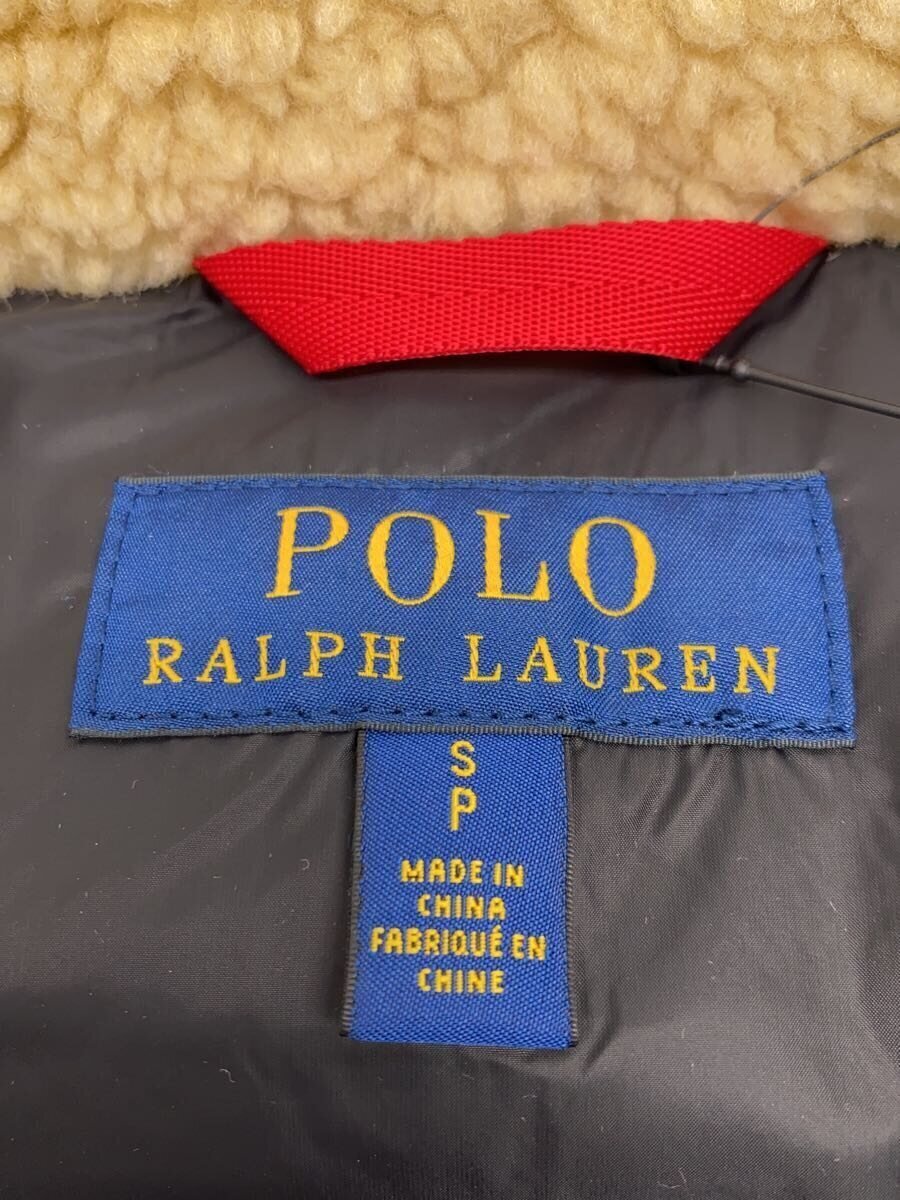 POLO
RALPH LAUREN
S
P
MADE IN
CHINA
FABRIQUÉ EN
CHINE